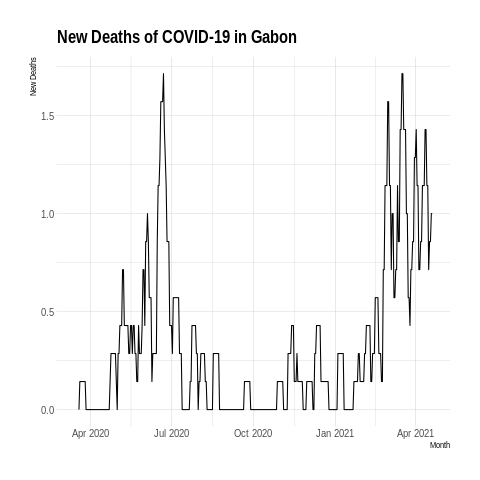 New Deaths of COVID-19 in Gabon
New Deaths
1.5
1.0
0.5
0.0
Apr 2020 Jul 2020 Oct 2020 Jan 2021 Apr 2021
Month